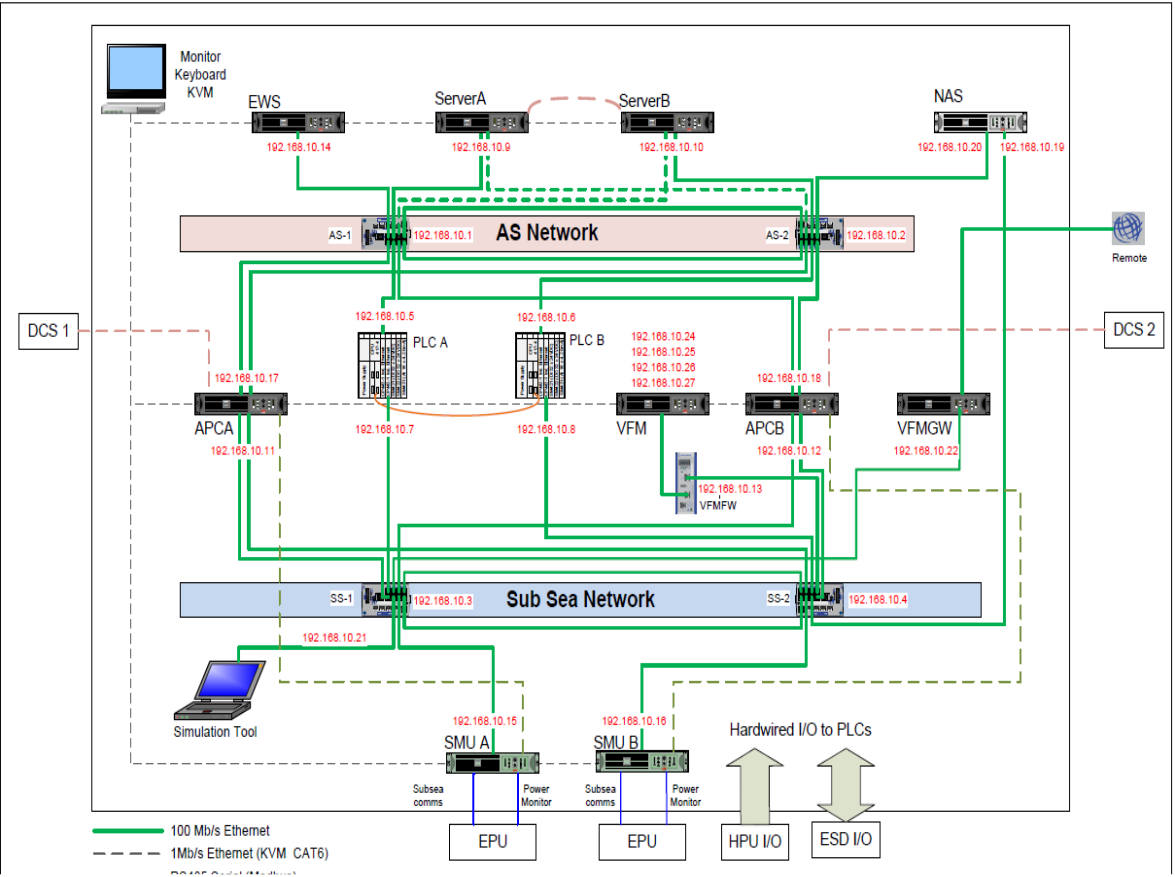 Monitor
Keyboard
KVM
EWS
ServerA
ServerB
NAS
192.168.10.14
192.168.10.9
192.168.10.10
192.168.10.20
192.168.10.19
AS-1
192.168.10.1
AS Network
AS-2
192.168.10.2
Remote
DCS 1
192.168.10.5
PLC A
192.168.10.6
PLC B
192.168.10.24
192.168.10.25
192.168.10.26
192.168.10.27
DCS 2
192.168.10.17
192.168.10.18
APCA
192.168.10.11
192.168.10.7
192.168.10.8
VFM
APCB
192.168.10.12
VFMGW
192.168.10.22
192.168.10.13
VFMFW
SS-1
192.168.10.3
Sub Sea Network
SS-2
192.168.10.4
192.168.10.21
Simulation Tool
192.168.10.15
SMU A
192.168.10.16
SMU B
Hardwired I/O to PLCs
Subsea
comms
Power
Monitor
Subsea
comms
Power
Monitor
EPU
EPU
HPU I/O
ESD I/O
100 Mb/s Ethernet
1Mb/s Ethernet (KVM CAT6)
RS485 Serial (Modbus)